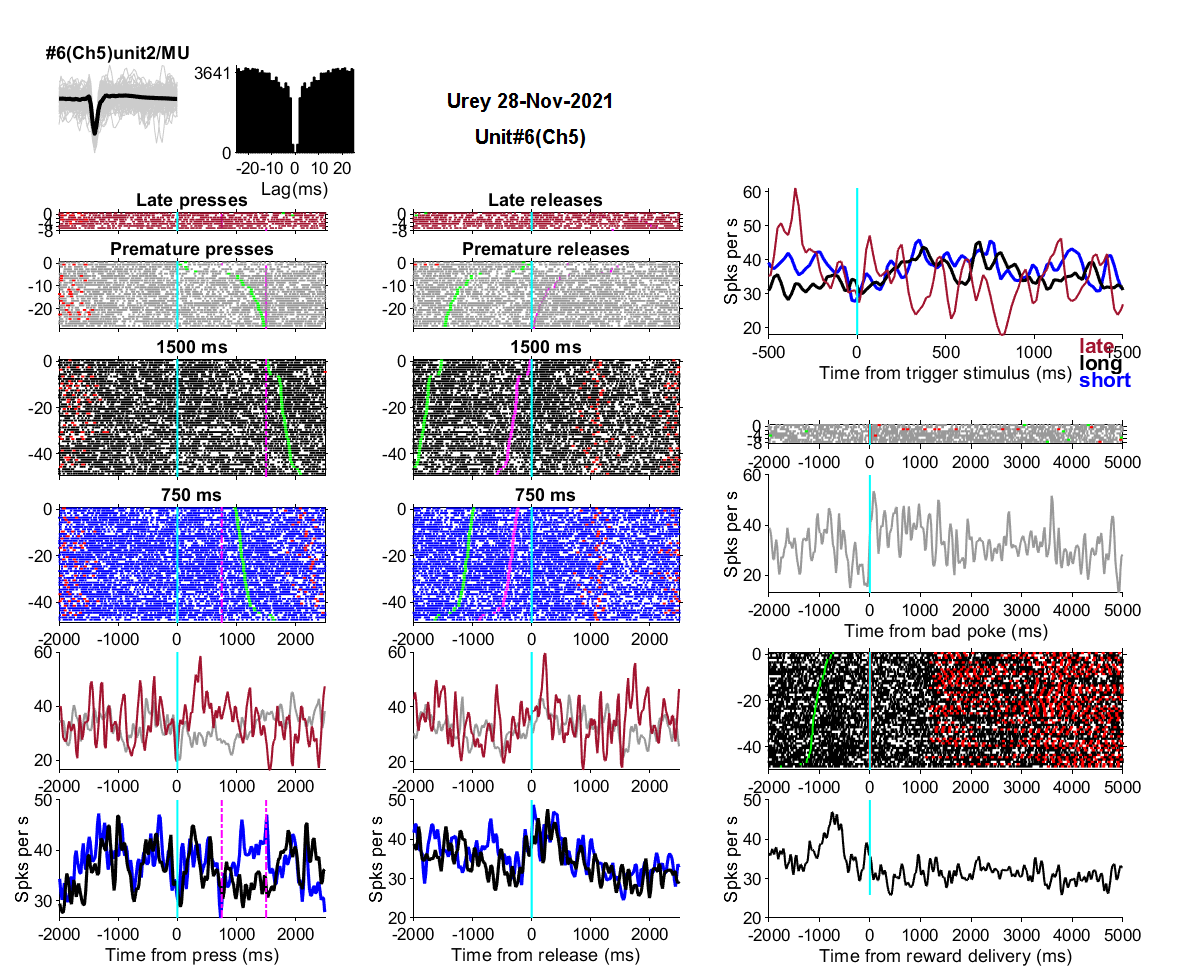 #6(Ch5)unit2/MU
3641
0
-20 -10 0 10 20
Lag(ms)
Urey 28-Nov-2021
Unit#6(Ch5)
Late presses
0
-4
-8
Premature presses
0
-10
-20
1500 ms
0
-20
-40
750 ms
0
-20
-40
-2000 -1000 0 1000 2000
60
40
20
-2000 -1000 0 1000 2000
50
40
30
Spks per s
-2000 -1000 0 1000 2000
Time from press (ms)
Late releases
0
-4
-8
Premature releases
0
-10
-20
1500 ms
0
-20
-40
750 ms
0
-20
-40
-2000 -1000 0 1000 2000
60
40
20
-2000 -1000 0 1000 2000
50
40
30
20
Spks per s
-2000 -1000 0 1000 2000
Time from release (ms)
60
50
40
30
20
Spks per s
-500 0 500 1000 1500
Time from trigger stimulus (ms)
late
long
short
0
-4
-8
-2000 -1000 0 1000 2000 3000 4000 5000
60
40
20
Spks per s
-2000 -1000 0 1000 2000 3000 4000 5000
Time from bad poke (ms)
0
-20
-40
-2000 -1000 0 1000 2000 3000 4000 5000
50
40
30
20
Spks per s
-2000 -1000 0 1000 2000 3000 4000 5000
Time from reward delivery (ms)